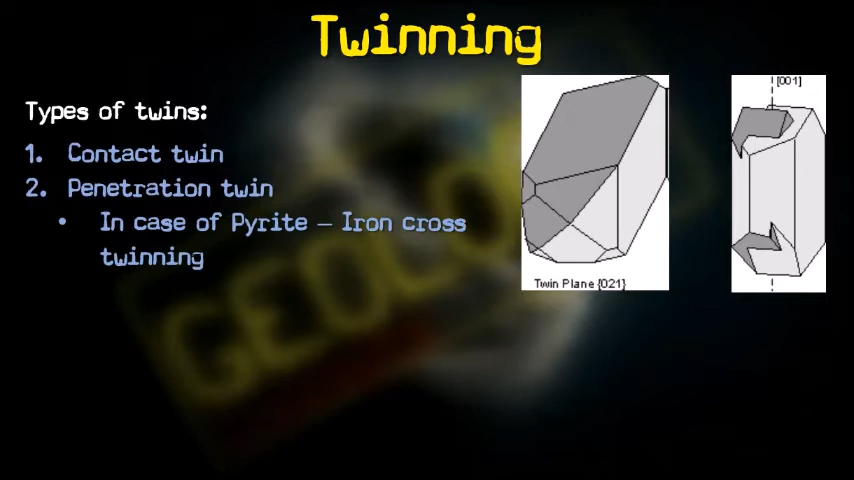 Twinning
Types of twins:
1. Contact twin
2. Penetration twin
• In case of Pyrite – Iron cross
twinning
[001]
Twin Plane {021}
GEOLO